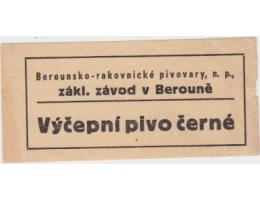 Berounsko-rakovnické pivovary, n. p.,
zákl. závod v Berouně
Výčepní pivo černé